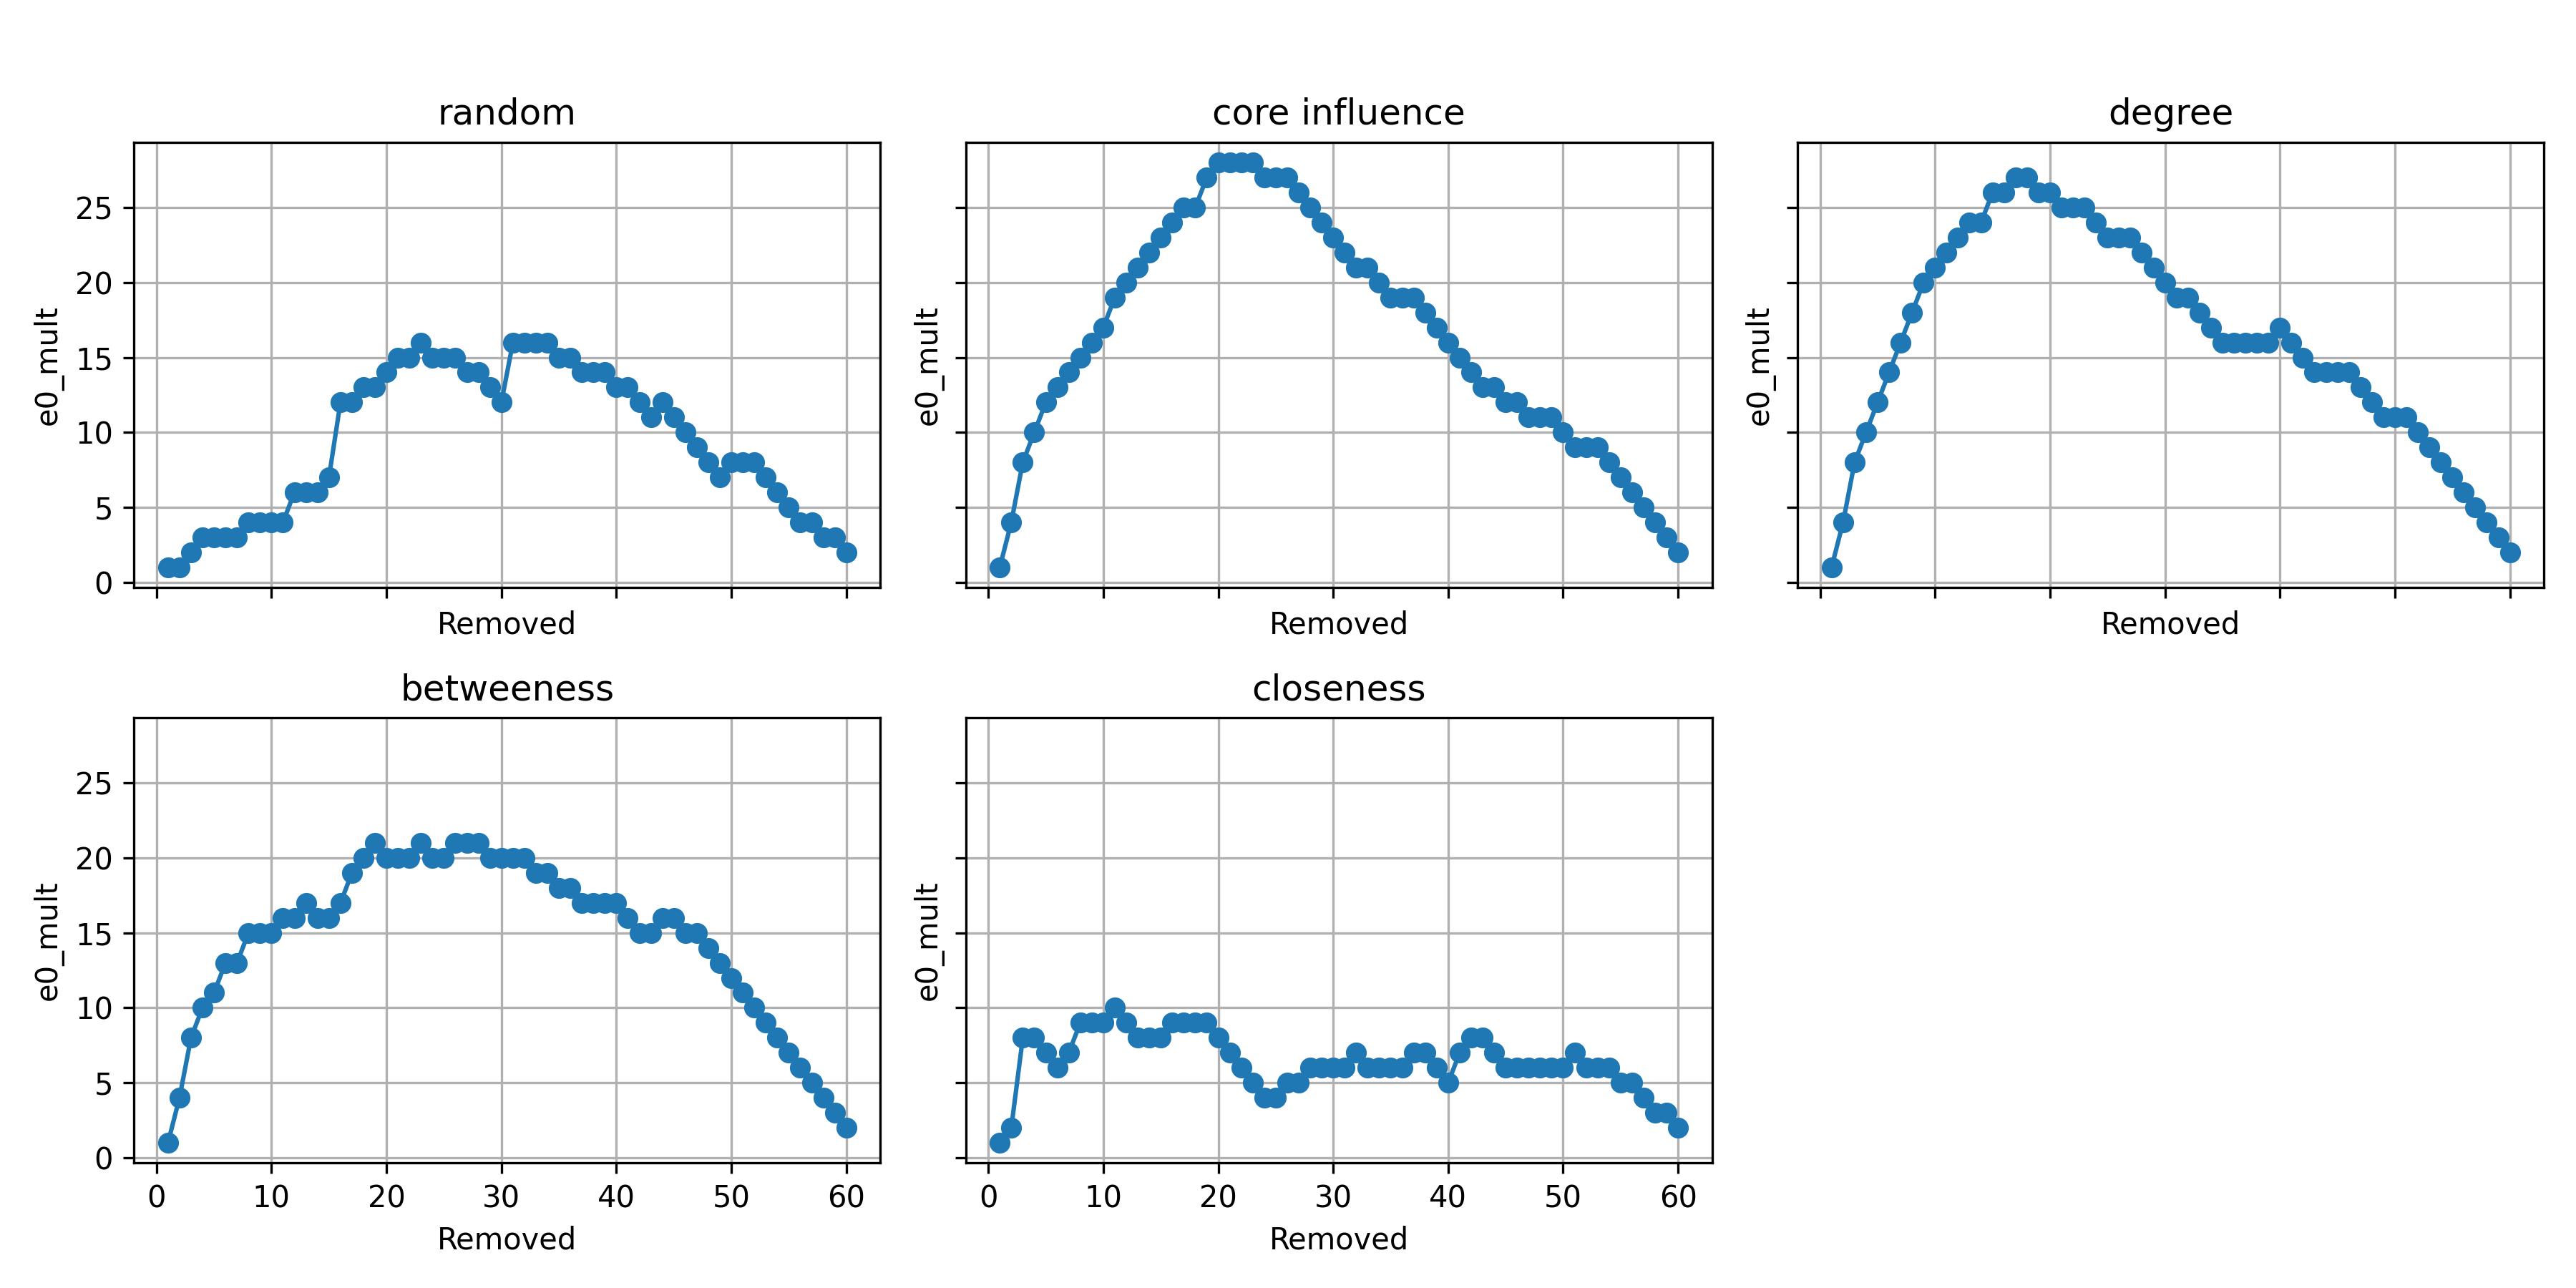 random
core influence
degree
25
20
15
10
5
0
e0_mult
e0_mult
e0_mult
Removed
Removed
Removed
betweeness
closeness
25
20
15
10
5
0
e0_mult
e0_mult
0 10 20 30 40 50 60
0 10 20 30 40 50 60
Removed
Removed